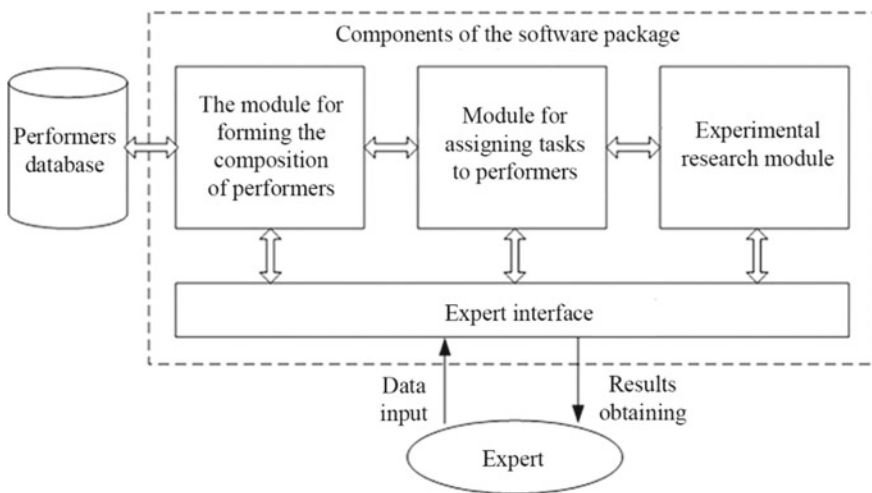 Components of the software package
Performers
database
The module for
forming the
composition
of performers
Module for
assigning tasks
to performers
Experimental
research module
Expert interface
Data
input
Results
obtaining
Expert